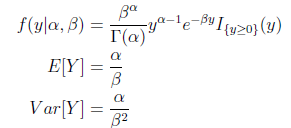 f(y|α, β) = β^α / Γ(α) y^{α−1} e^{−βy} I_{\{y≥0\}}(y)
E[Y] = α / β
Var[Y] = α / β²